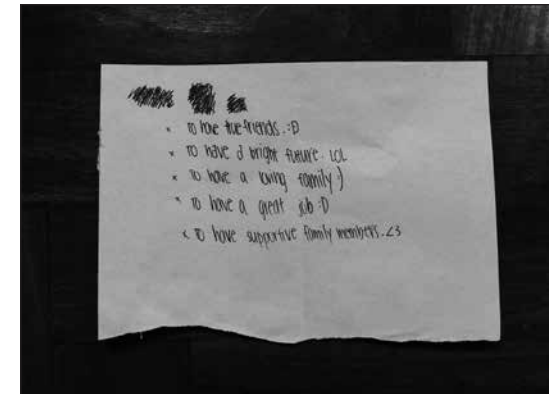 × To have true friends. :D
× To have a bright future. LOL
× To have a loving family :)
× To have a great job :D
× To have supportive family members. <3